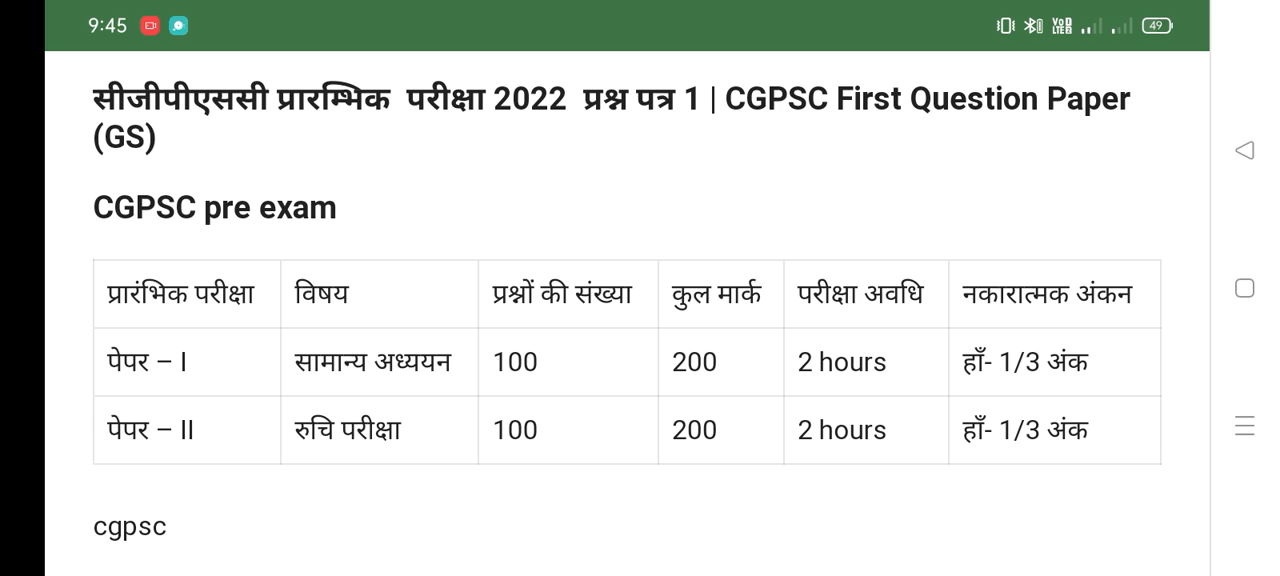 9:45
VoD
LTE2
49
सीजीपीएससी प्रारम्भिक परीक्षा 2022 प्रश्न पत्र 1 | CGPSC First Question Paper
(GS)
CGPSC pre exam
प्रारंभिक परीक्षा विषय प्रश्नों की संख्या कुल मार्क परीक्षा अवधि नकारात्मक अंकन
पेपर – I सामान्य अध्ययन 100 200 2 hours हाँ- 1/3 अंक
पेपर – II रुचि परीक्षा 100 200 2 hours हाँ- 1/3 अंक
cgpsc